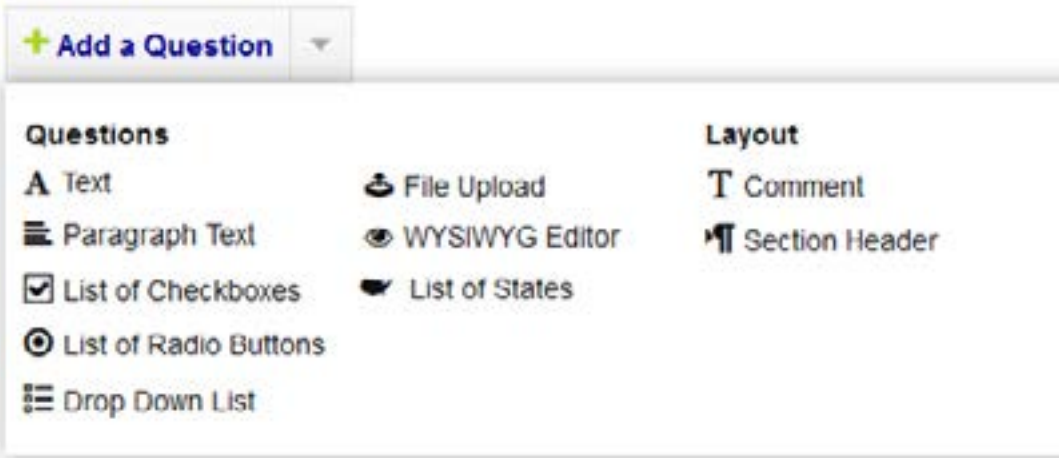 Add a Question
Questions
Text
Paragraph Text
List of Checkboxes
List of Radio Buttons
Drop Down List
File Upload
WYSIWYG Editor
List of States
Layout
Comment
Section Header